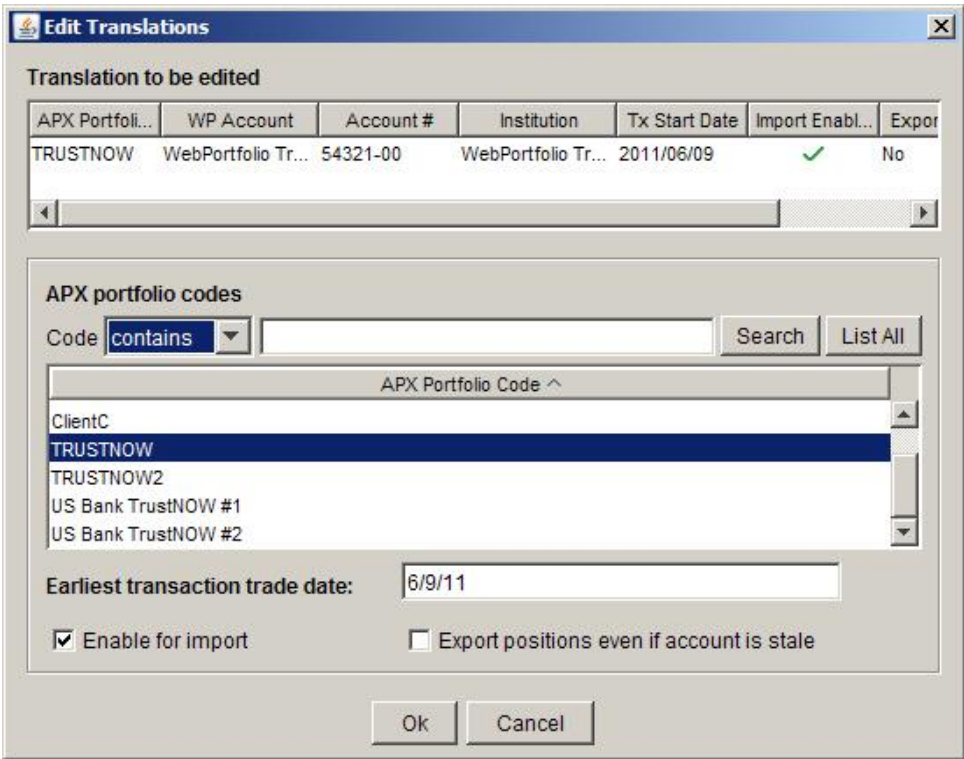 Edit Translations
Translation to be edited
APX Portfoli... WP Account Account # Institution Tx Start Date Import Enabl... Expor
TRUSTNOW WebPortfolio Tr... 54321-00 WebPortfolio Tr... 2011/06/09 No
APX portfolio codes
Code contains Search List All
APX Portfolio Code
ClientC
TRUSTNOW
TRUSTNOW2
US Bank TrustNOW #1
US Bank TrustNOW #2
Earliest transaction trade date: 6/9/11
Enable for import Export positions even if account is stale
Ok Cancel